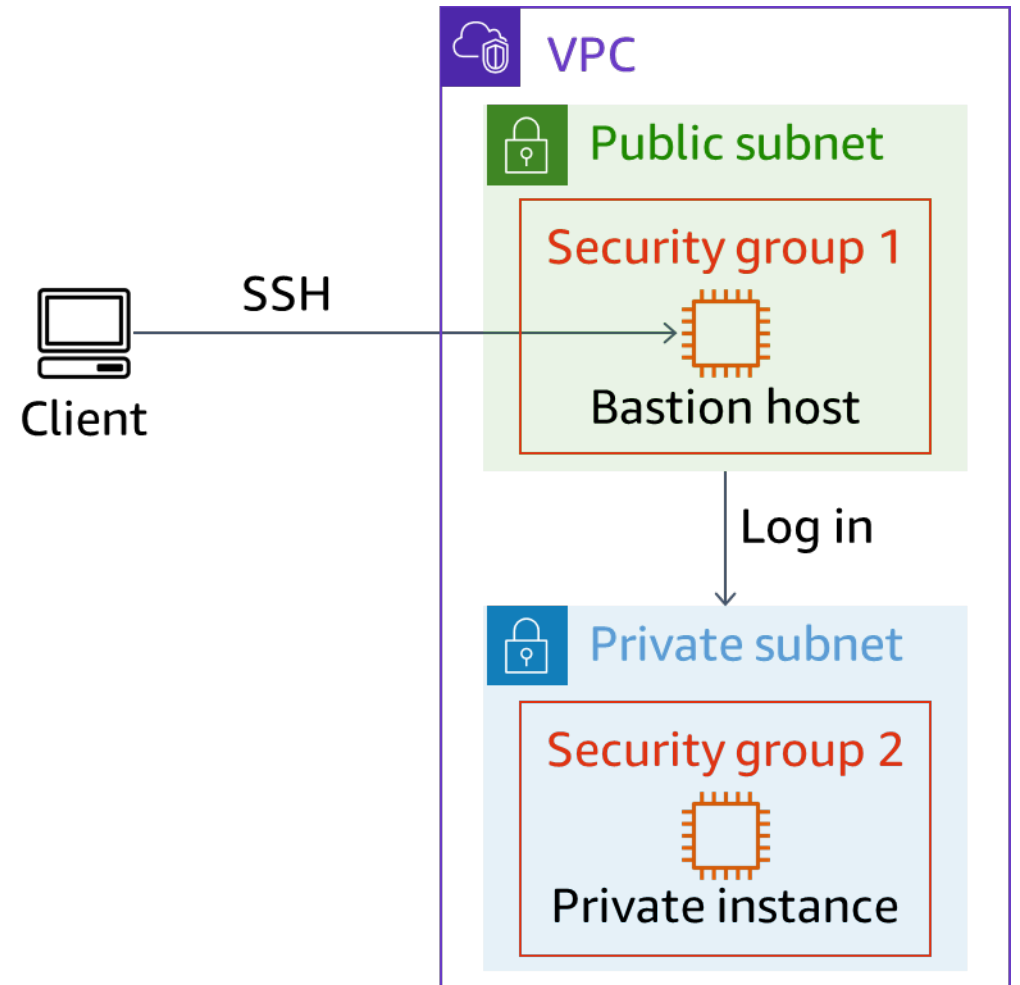 VPC
Public subnet
Security group 1
SSH
Client
Bastion host
Log in
Private subnet
Security group 2
Private instance